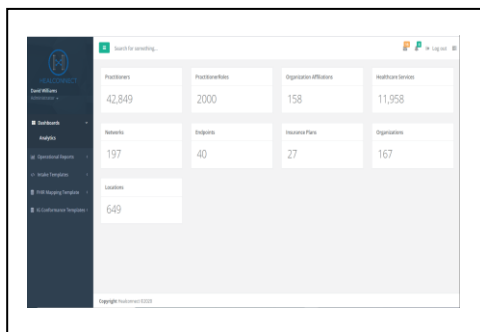 HEALCONNECT
Search for something...
Log out
David Williams
Dashboards
Analytics
Operational Reports
Intake Templates
FHIR Mapping Template
IG Conformance Templates
Practitioners
42,849
PractitionerRoles
2000
Organization Affiliations
158
Healthcare Services
11,958
Networks
197
Endpoints
40
Insurance Plans
27
Organizations
167
Locations
649
Copyright